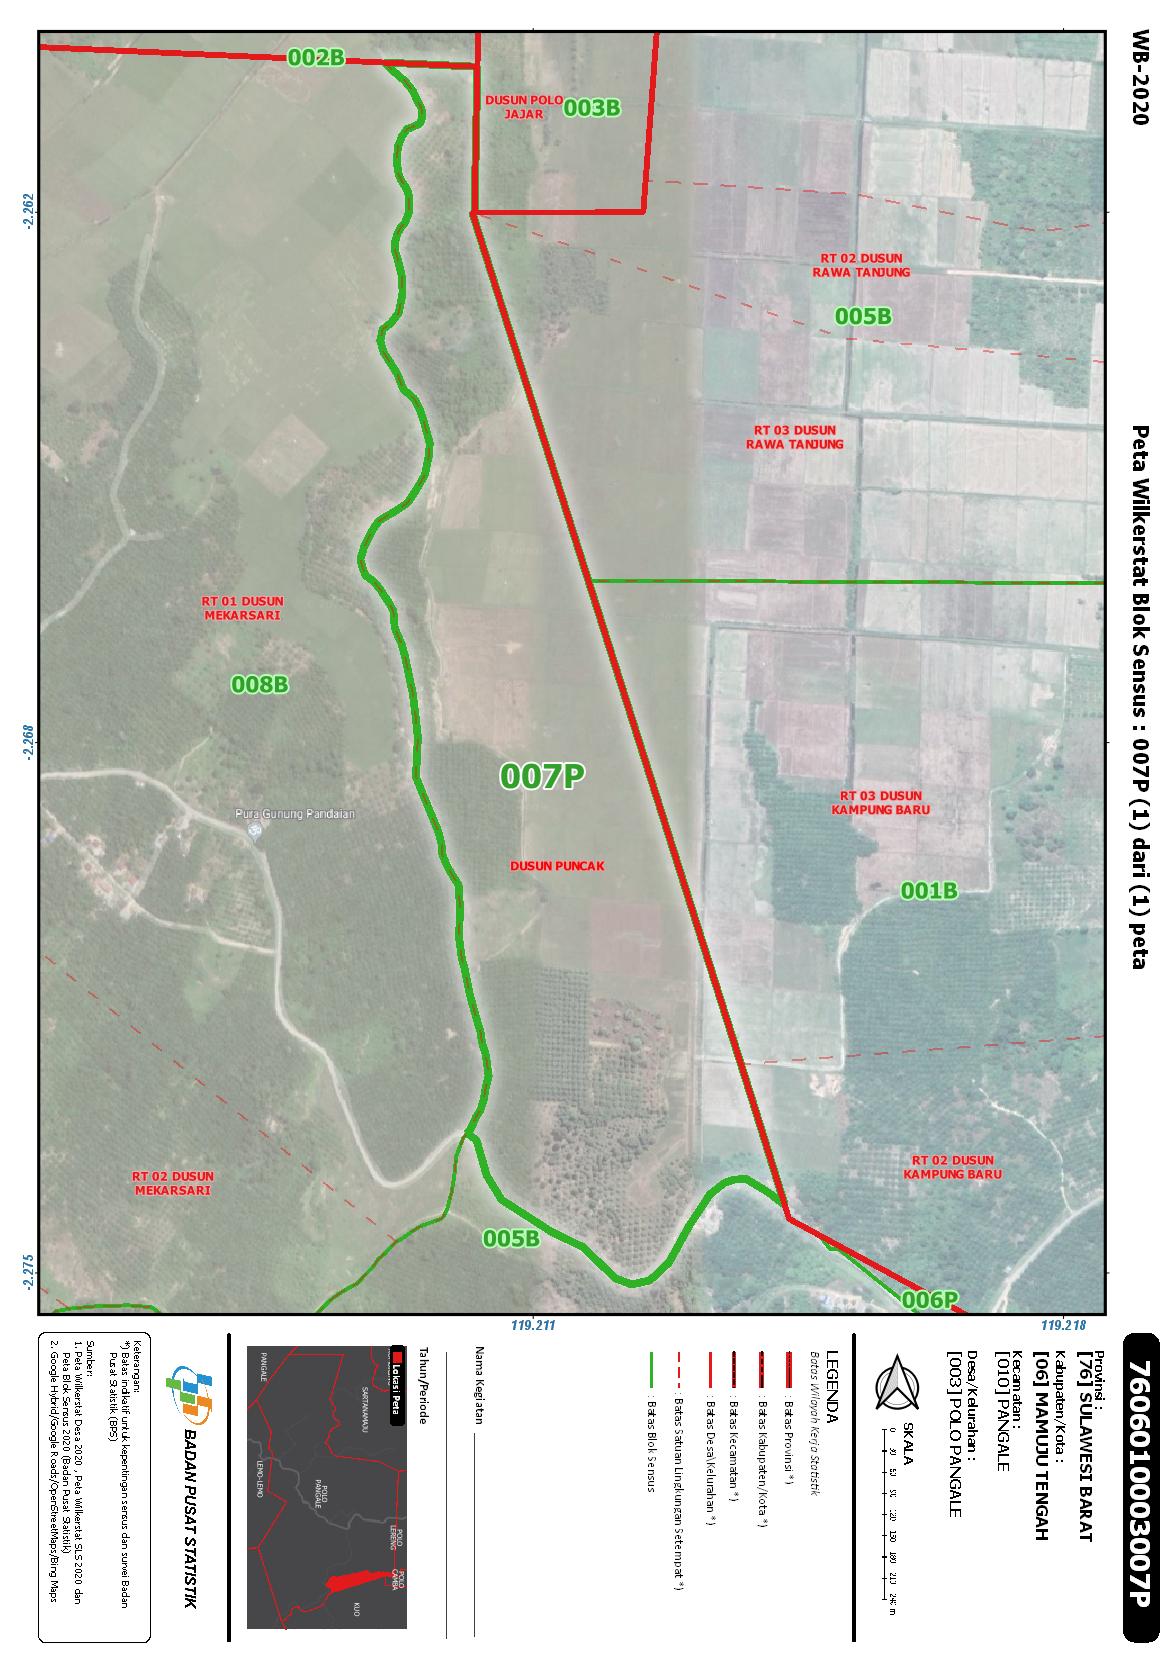 WB-2020
Peta Wilkerstat Blok Sensus : 007P (1) dari (1) peta
002B
DUSUN POLO
JAJAR
003B
-2.262
RT 02 DUSUN
RAWA TANJUNG
005B
RT 03 DUSUN
RAWA TANJUNG
RT 01 DUSUN
MEKARSARI
008B
-2.268
007P
Pura Gunung Pandaian
RT 03 DUSUN
KAMPUNG BARU
DUSUN PUNCAK
001B
RT 02 DUSUN
MEKARSARI
RT 02 DUSUN
KAMPUNG BARU
005B
-2.275
006P
119.211
119.218
7606010003007P
Provinsi :
[76] SULAWESI BARAT
Kabupaten/Kota :
[06] MAMUJU TENGAH
Kecamatan :
[010] PANGALE
Desa/Kelurahan :
[003] POLO PANGALE
SKALA
0 30 60 90 120 150 180 210 240 m
LEGENDA
Batas Wilayah Kerja Statistik
: Batas Provinsi *)
: Batas Kabupaten/Kota *)
: Batas Kecamatan *)
: Batas Desa\Kelurahan *)
: Batas Satuan Lingkungan Setempat *)
: Batas Blok Sensus
Nama Kegiatan
Tahun/Periode
Lokasi Peta
PANGALE
SARTANAMAJU
LEMO-LEMO
POLO
PANGALE
POLO
LERENG
POLO
CAMBA
KUO
BADAN PUSAT STATISTIK
Keterangan:
*) Batas indikatif untuk kepentingan sensus dan survei Badan
Pusat Statistik (BPS)
Sumber:
1. Peta Wilkerstat Desa 2020 , Peta Wilkerstat SLS 2020 dan
Peta Blok Sensus 2020 (Badan Pusat Statistik)
2. Google Hybrid/Google Roads/OpenStreetMaps/Bing Maps